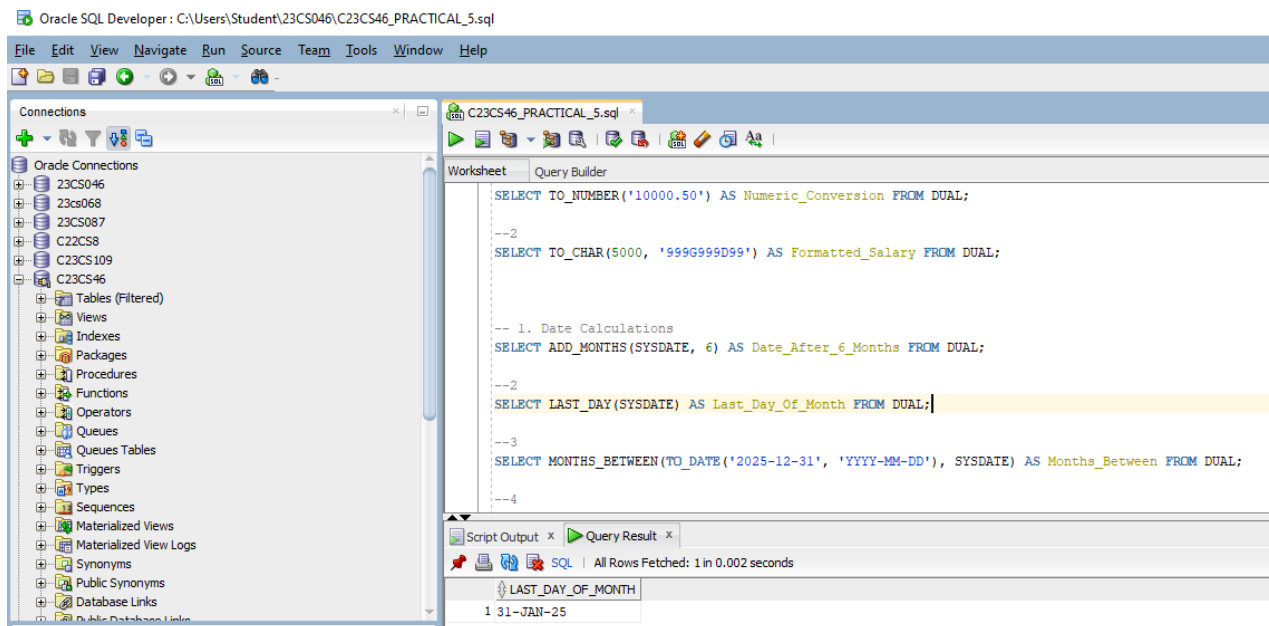 Oracle SQL Developer : C:\Users\Student\23CS046\C23CS46_PRACTICAL_5.sql
File Edit View Navigate Run Source Team Tools Window Help
Connections
Oracle Connections
23CS046
23cs068
23CS087
C22CS8
C23CS109
C23CS46
Tables (Filtered)
Views
Indexes
Packages
Procedures
Functions
Operators
Queues
Queues Tables
Triggers
Types
Sequences
Materialized Views
Materialized View Logs
Synonyms
Public Synonyms
Database Links
Public Database Links
C23CS46_PRACTICAL_5.sql
Worksheet Query Builder
SELECT TO_NUMBER('10000.50') AS Numeric_Conversion FROM DUAL;
--2
SELECT TO_CHAR(5000, '999G999D99') AS Formatted_Salary FROM DUAL;
-- 1. Date Calculations
SELECT ADD_MONTHS(SYSDATE, 6) AS Date_After_6_Months FROM DUAL;
--2
SELECT LAST_DAY(SYSDATE) AS Last_Day_Of_Month FROM DUAL;
--3
SELECT MONTHS_BETWEEN(TO_DATE('2025-12-31', 'YYYY-MM-DD'), SYSDATE) AS Months_Between FROM DUAL;
--4
Script Output x Query Result x
SQL | All Rows Fetched: 1 in 0.002 seconds
LAST_DAY_OF_MONTH
1 31-JAN-25